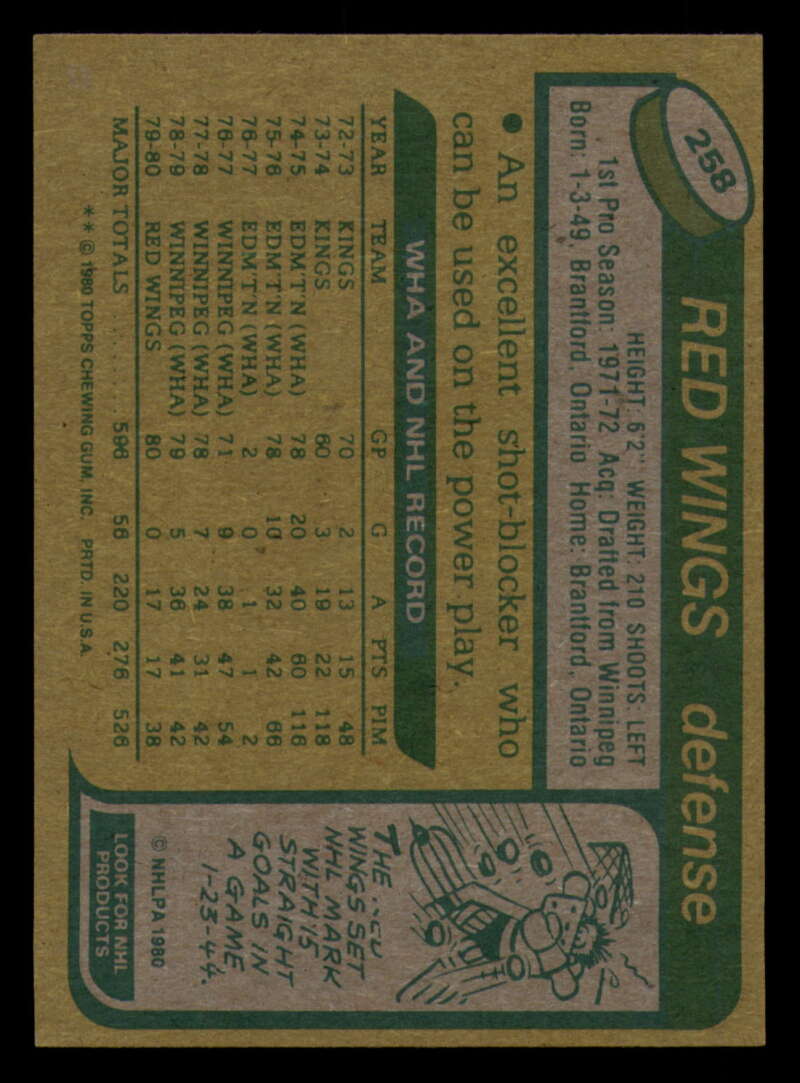 258
RED WINGS defense
HEIGHT: 6'2" WEIGHT: 210 SHOOTS: LEFT
1st Pro Season: 1971-72 Acq: Drafted from Winnipeg
Born: 1-3-49, Brantford, Ontario Home: Brantford, Ontario
• An excellent shot-blocker who
can be used on the power play.
WHA AND NHL RECORD
YEAR TEAM GP G A PTS PIM
72-73 KINGS 70 2 13 15 48
73-74 KINGS 60 3 19 22 118
74-75 EDM'T'N (WHA) 78 20 40 60 116
75-76 EDM'T'N (WHA) 78 10 32 42 66
76-77 EDM'T'N (WHA) 2 0 1 1 2
76-77 WINNIPEG (WHA) 71 9 38 47 54
77-78 WINNIPEG (WHA) 78 7 24 31 42
78-79 WINNIPEG (WHA) 79 5 36 41 42
79-80 RED WINGS 80 0 17 17 38
MAJOR TOTALS ........ 596 56 220 276 526
** © 1980 TOPPS CHEWING GUM, INC. PRTD. IN U.S.A.
THE
WINGS SET
NHL MARK
WITH 15
STRAIGHT
GOALS IN
A GAME
1-23-44.
© NHLPA 1980
LOOK FOR NHL
PRODUCTS